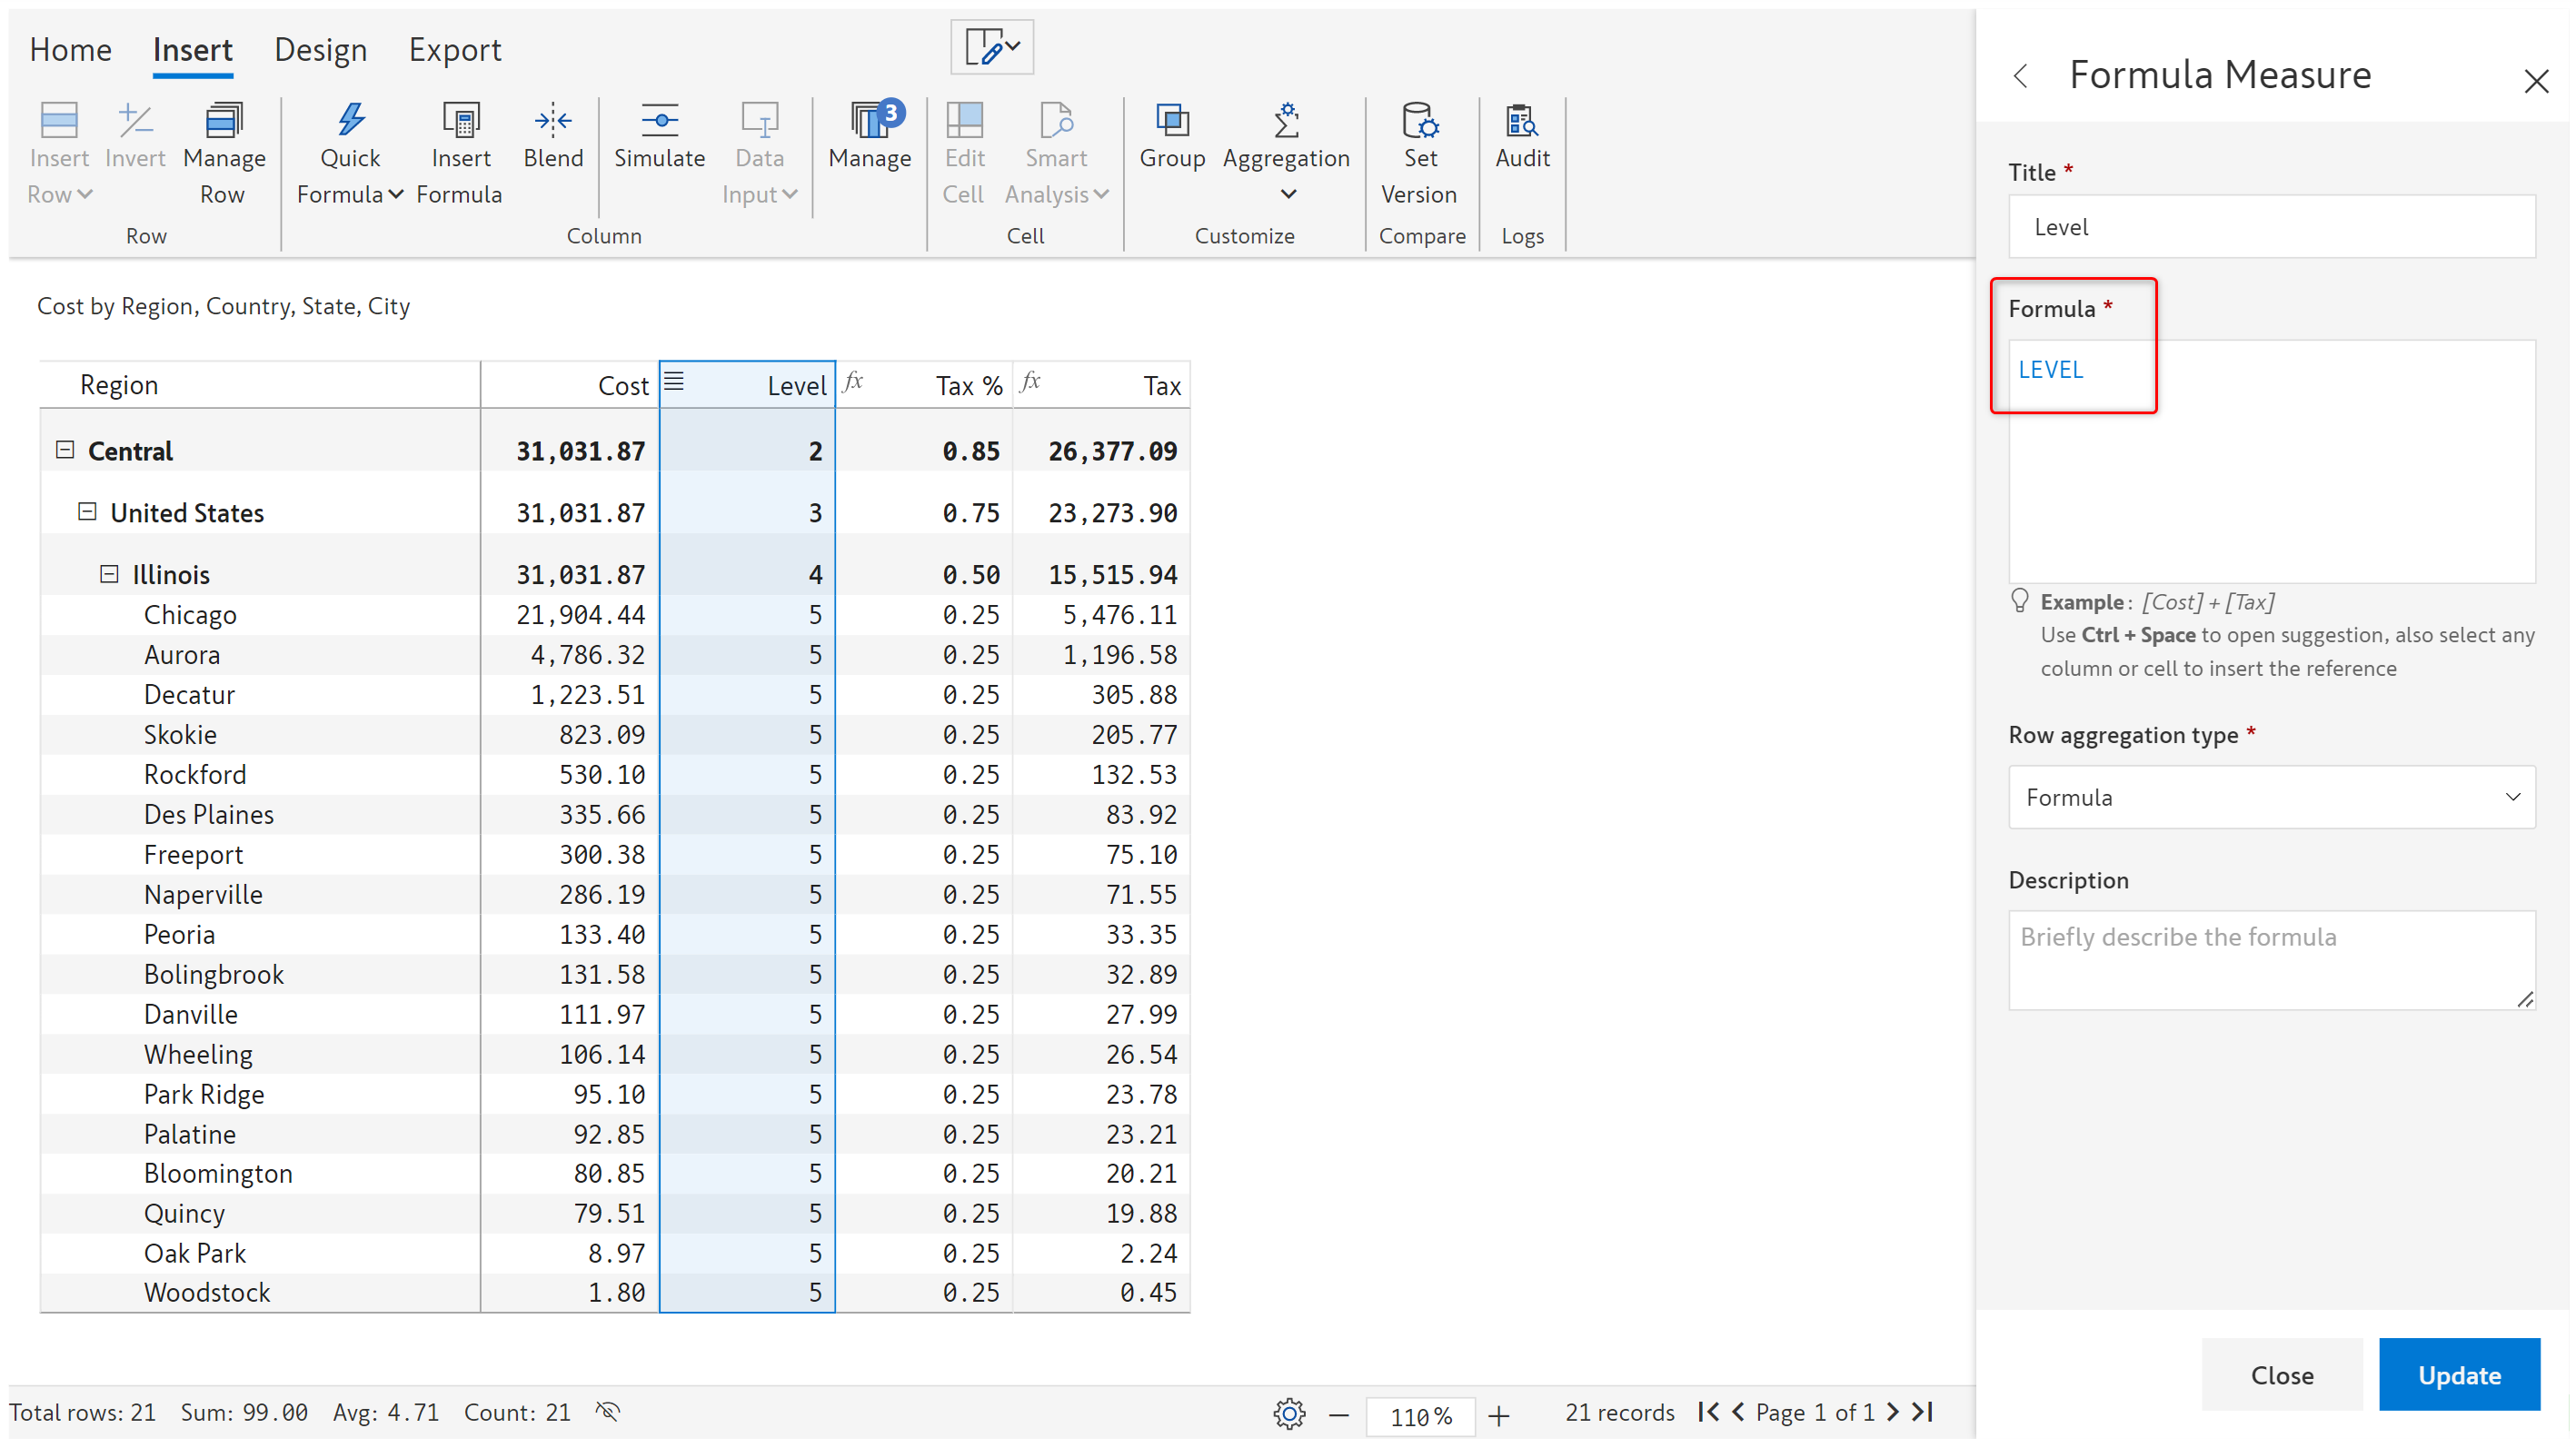 Home Insert Design Export
Insert Row Invert Manage Row Quick Formula Insert Formula Blend Simulate Data Input Manage 3 Edit Cell Smart Analysis Group Aggregation Set Version Audit
Row Column Cell Customize Compare Logs
Cost by Region, Country, State, City
Region Cost Level fx Tax % fx Tax
Central 31,031.87 2 0.85 26,377.09
United States 31,031.87 3 0.75 23,273.90
Illinois 31,031.87 4 0.50 15,515.94
Chicago 21,904.44 5 0.25 5,476.11
Aurora 4,786.32 5 0.25 1,196.58
Decatur 1,223.51 5 0.25 305.88
Skokie 823.09 5 0.25 205.77
Rockford 530.10 5 0.25 132.53
Des Plaines 335.66 5 0.25 83.92
Freeport 300.38 5 0.25 75.10
Naperville 286.19 5 0.25 71.55
Peoria 133.40 5 0.25 33.35
Bolingbrook 131.58 5 0.25 32.89
Danville 111.97 5 0.25 27.99
Wheeling 106.14 5 0.25 26.54
Park Ridge 95.10 5 0.25 23.78
Palatine 92.85 5 0.25 23.21
Bloomington 80.85 5 0.25 20.21
Quincy 79.51 5 0.25 19.88
Oak Park 8.97 5 0.25 2.24
Woodstock 1.80 5 0.25 0.45
Total rows: 21 Sum: 99.00 Avg: 4.71 Count: 21 110% 21 records Page 1 of 1
Formula Measure
Title *
Level
Formula *
LEVEL
Example : [Cost] + [Tax]
Use Ctrl + Space to open suggestion, also select any
column or cell to insert the reference
Row aggregation type *
Formula
Description
Briefly describe the formula
Close Update